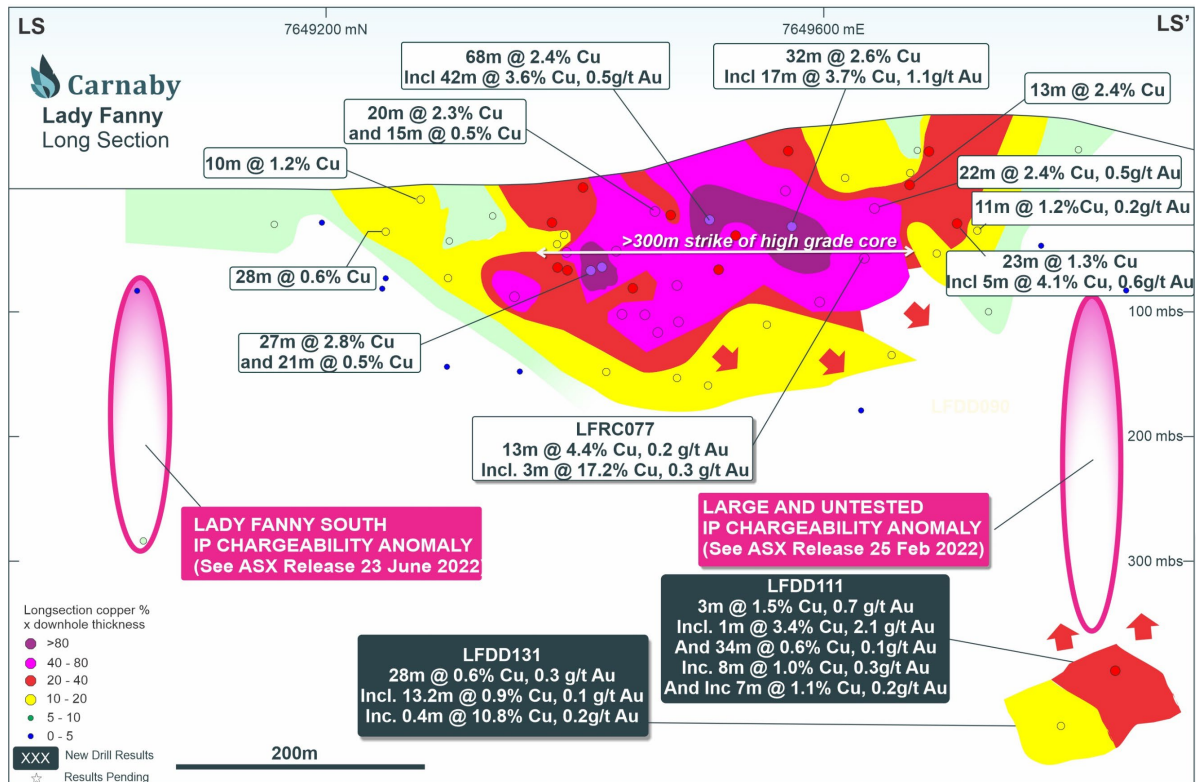 LS
7649200 mN
7649600 mE
LS'
Carnaby
Lady Fanny
Long Section
68m @ 2.4% Cu
Incl 42m @ 3.6% Cu, 0.5g/t Au
32m @ 2.6% Cu
Incl 17m @ 3.7% Cu, 1.1g/t Au
13m @ 2.4% Cu
20m @ 2.3% Cu
and 15m @ 0.5% Cu
10m @ 1.2% Cu
22m @ 2.4% Cu, 0.5g/t Au
11m @ 1.2%Cu, 0.2g/t Au
>300m strike of high grade core
28m @ 0.6% Cu
23m @ 1.3% Cu
Incl 5m @ 4.1% Cu, 0.6g/t Au
100 mbs
27m @ 2.8% Cu
and 21m @ 0.5% Cu
LFDD090
LFRC077
13m @ 4.4% Cu, 0.2 g/t Au
Incl. 3m @ 17.2% Cu, 0.3 g/t Au
200 mbs
LADY FANNY SOUTH
IP CHARGEABILITY ANOMALY
(See ASX Release 23 June 2022)
LARGE AND UNTESTED
IP CHARGEABILITY ANOMALY
(See ASX Release 25 Feb 2022)
300 mbs
LFDD111
3m @ 1.5% Cu, 0.7 g/t Au
Incl. 1m @ 3.4% Cu, 2.1 g/t Au
And 34m @ 0.6% Cu, 0.1g/t Au
Inc. 8m @ 1.0% Cu, 0.3g/t Au
And Inc 7m @ 1.1% Cu, 0.2g/t Au
LFDD131
28m @ 0.6% Cu, 0.3 g/t Au
Incl. 13.2m @ 0.9% Cu, 0.1 g/t Au
Inc. 0.4m @ 10.8% Cu, 0.2g/t Au
Longsection copper %
x downhole thickness
>80
40 - 80
20 - 40
10 - 20
5 - 10
0 - 5
XXX New Drill Results
Results Pending
200m